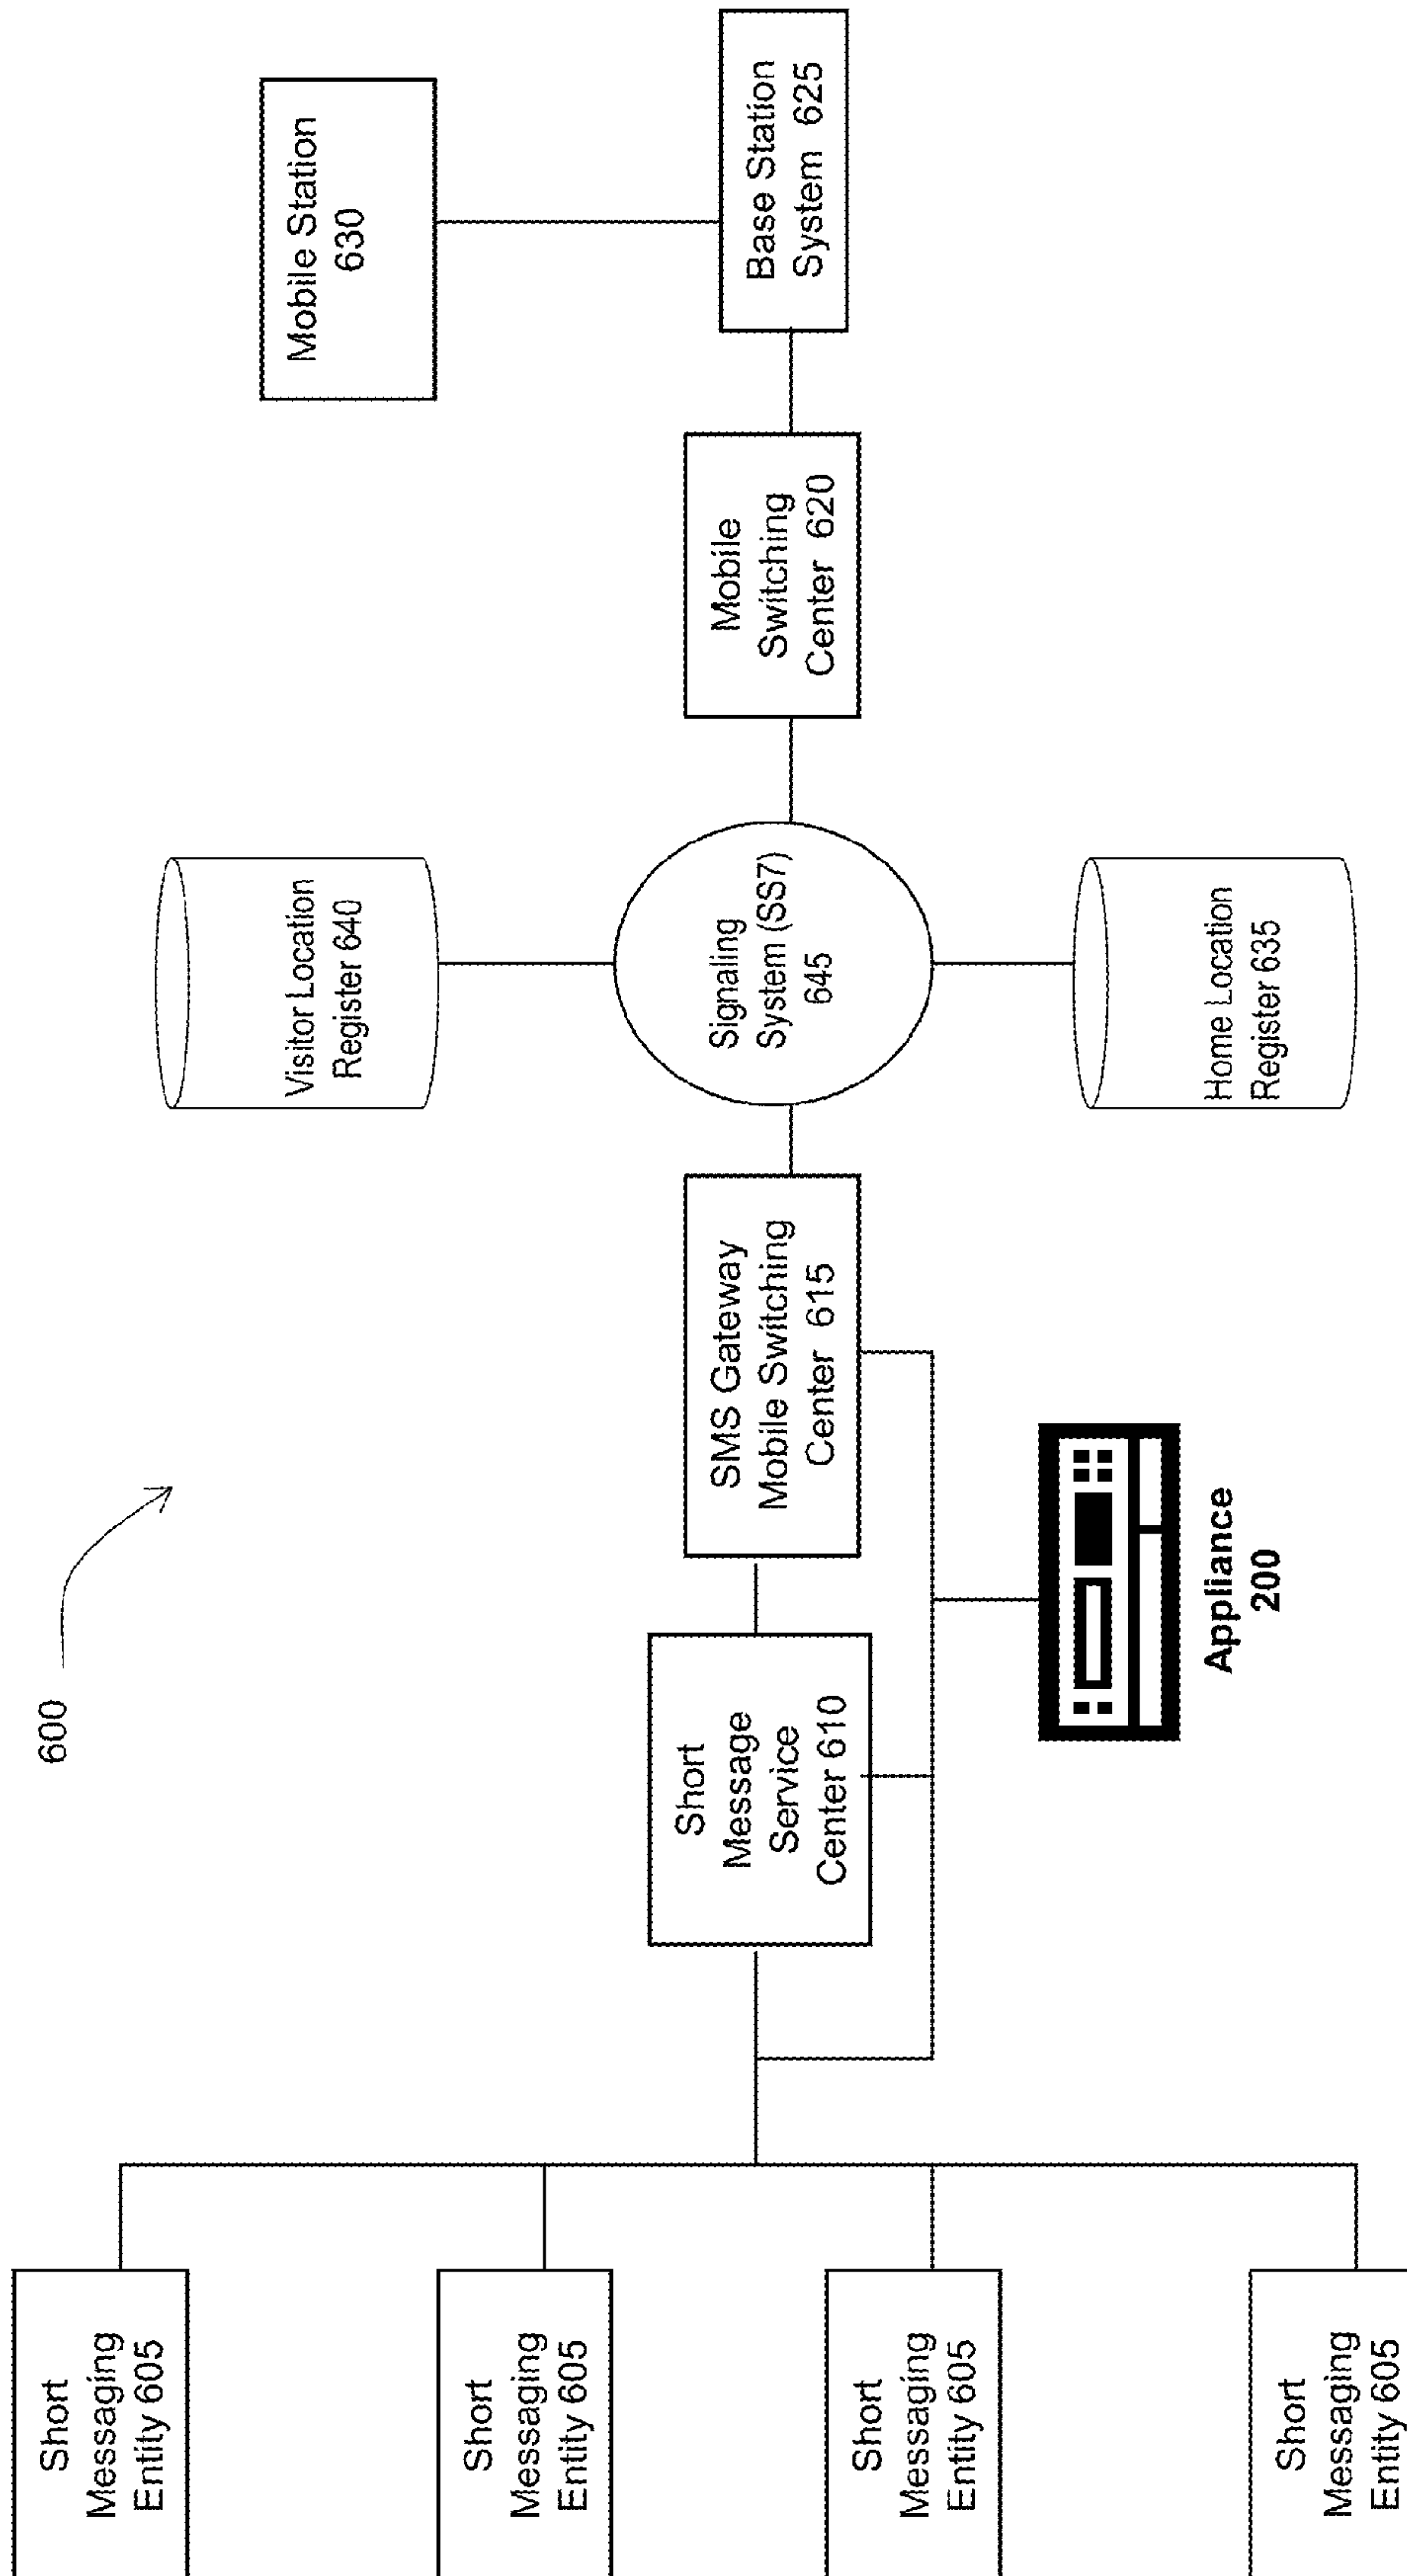 600
Short
Messaging
Entity 605
Short
Messaging
Entity 605
Short
Messaging
Entity 605
Short
Messaging
Entity 605
Short
Message
Service
Center 610
SMS Gateway
Mobile Switching
Center 615
Appliance
200
Visitor Location
Register 640
Signaling
System (SS7)
645
Home Location
Register 635
Mobile
Switching
Center 620
Mobile Station
630
Base Station
System 625